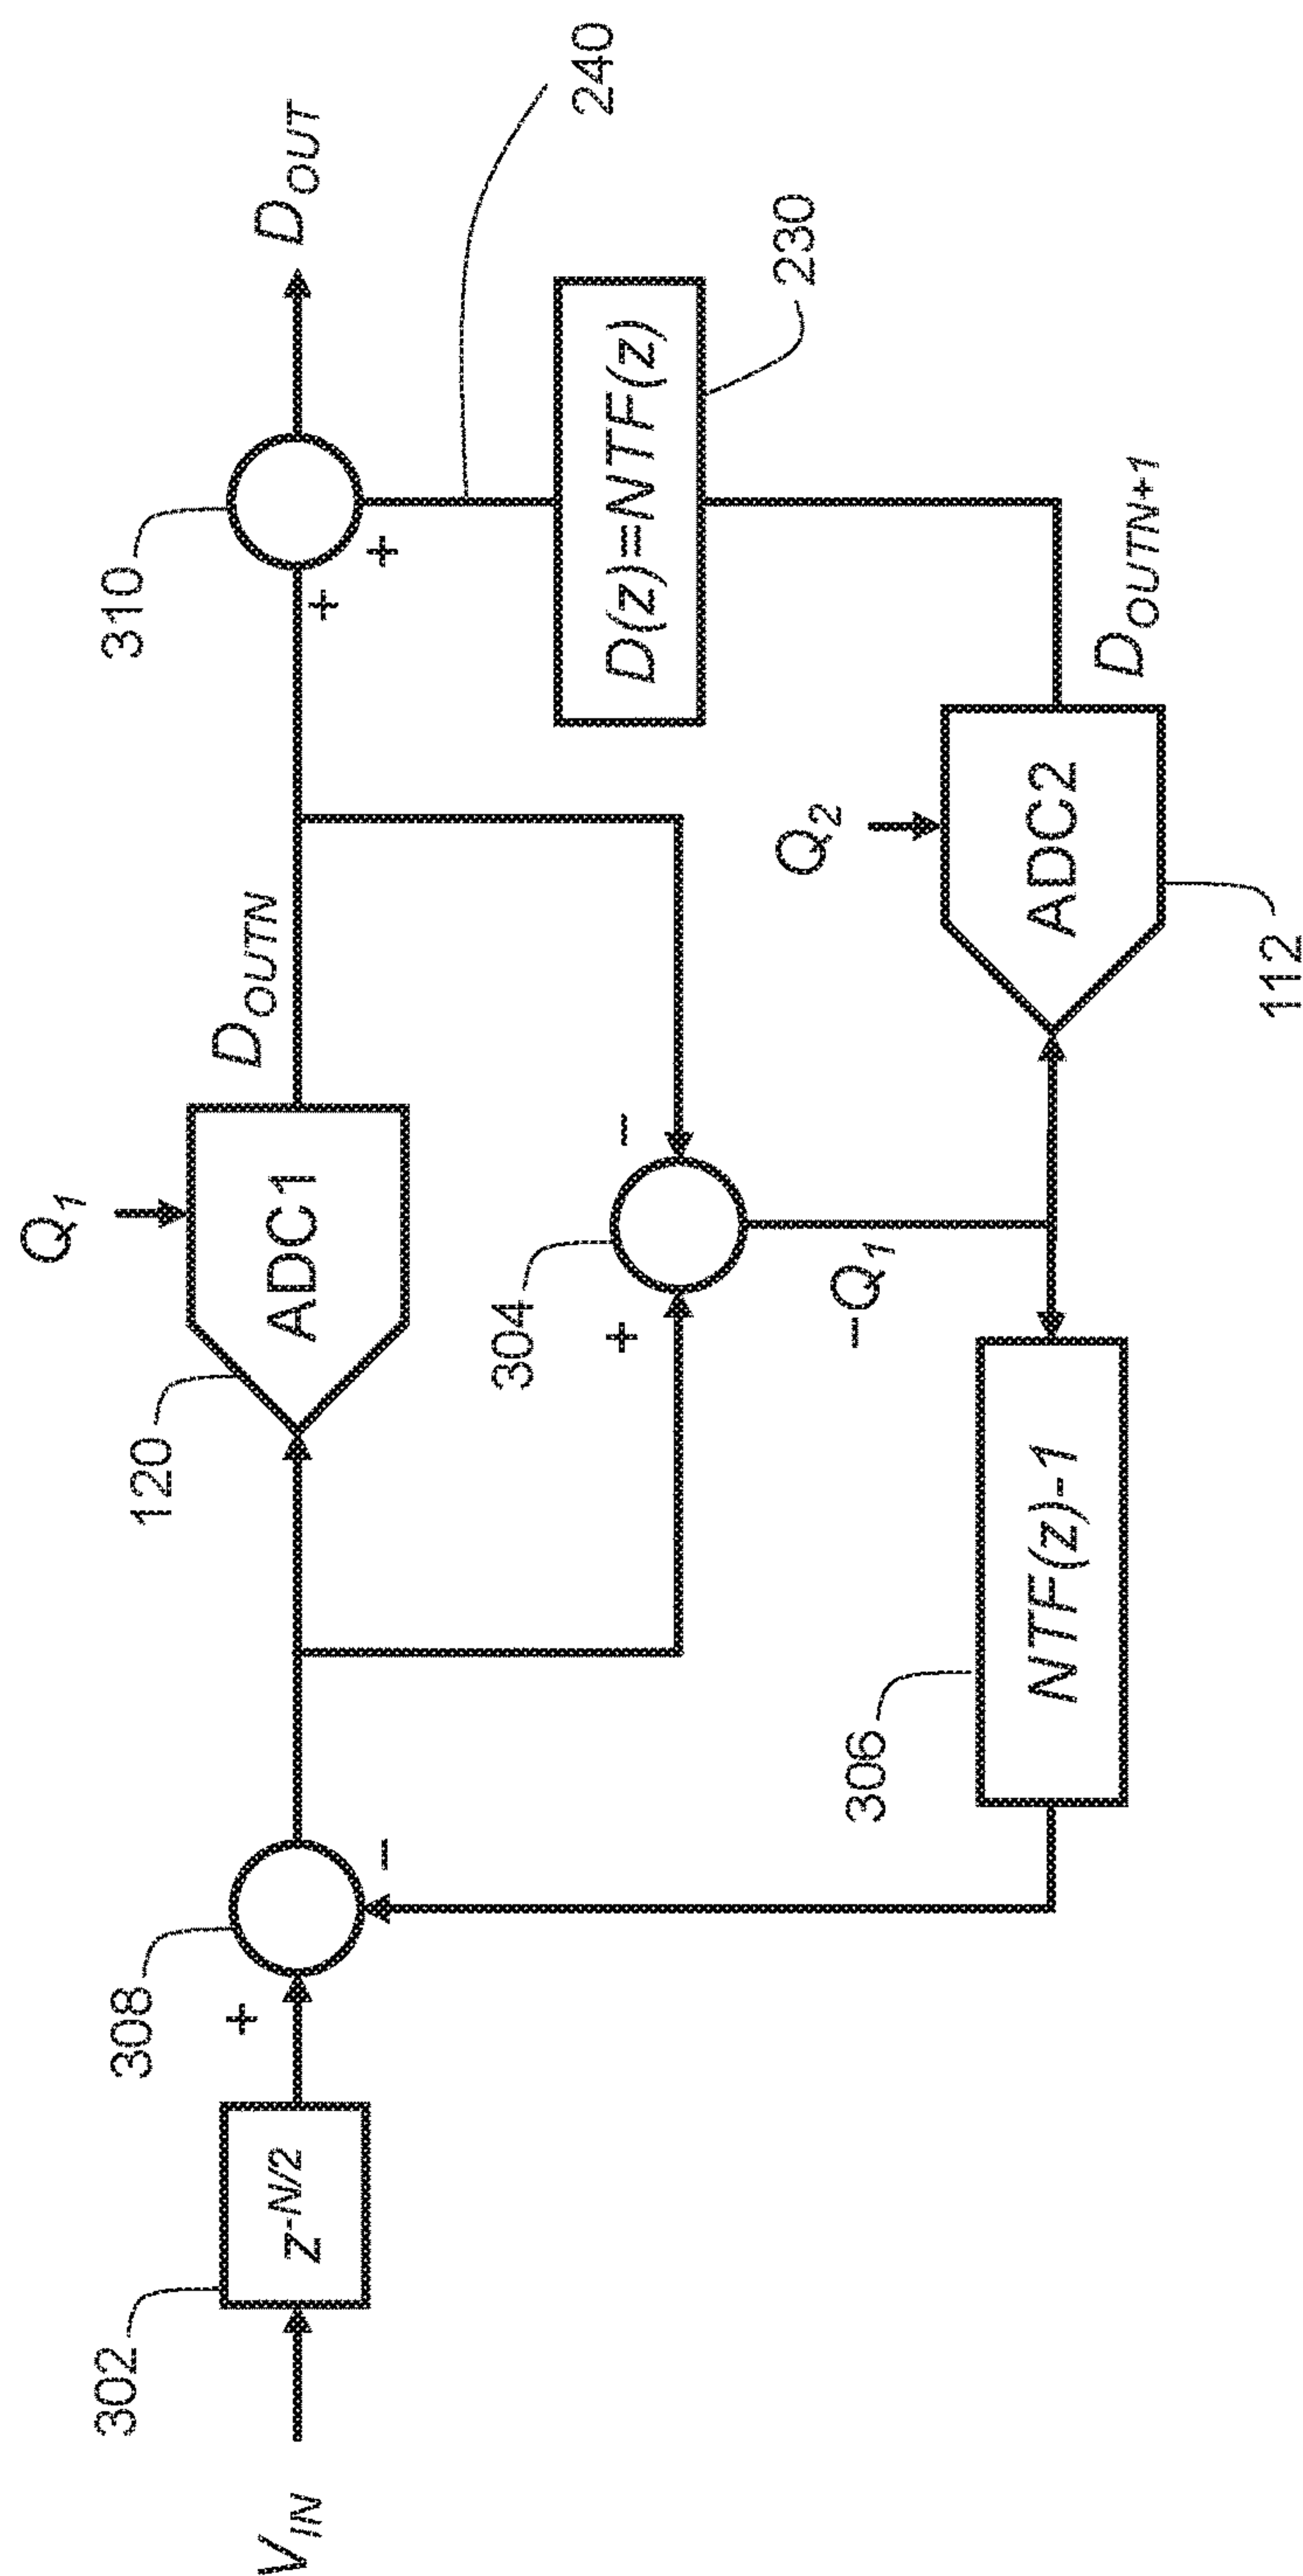 V_IN
302
z^-N/2
+
308
−
306
NTF(z)-1
120
ADC1
Q_1
D_OUTN
304
+
−
−Q_1
ADC2
Q_2
112
D_OUTN+1
310
+
+
D(z)=NTF(z)
230
240
D_OUT